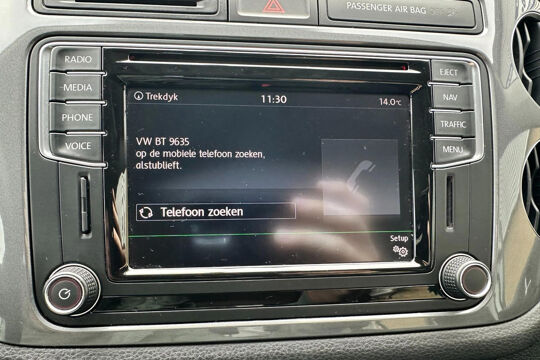 PASSENGER AIR BAG
RADIO
MEDIA
PHONE
VOICE
EJECT
NAV
TRAFFIC
MENU
Trekdyk 11:30 14.0°C
VW BT 9635
op de mobiele telefoon zoeken,
alstublieft.
Telefoon zoeken
Setup